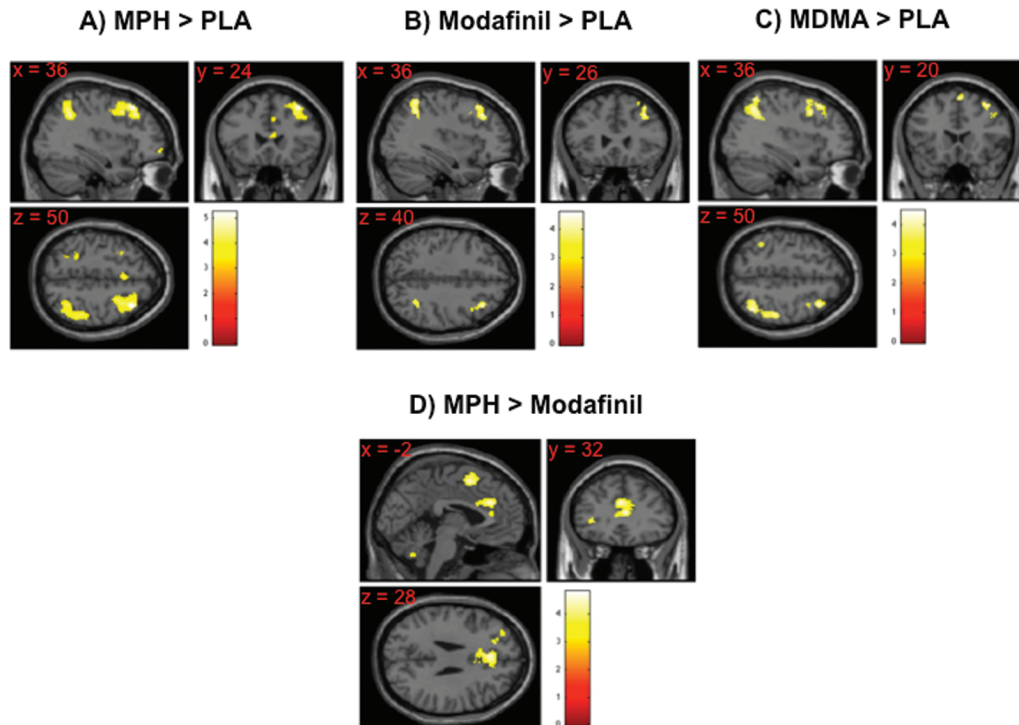 A) MPH > PLA
B) Modafinil > PLA
C) MDMA > PLA
x = 36
y = 24
x = 36
y = 26
x = 36
y = 20
z = 50
5
4
3
2
1
0
z = 40
4
3
2
1
0
z = 50
4
3
2
1
0
D) MPH > Modafinil
x = -2
y = 32
z = 28
4
3
2
1
0